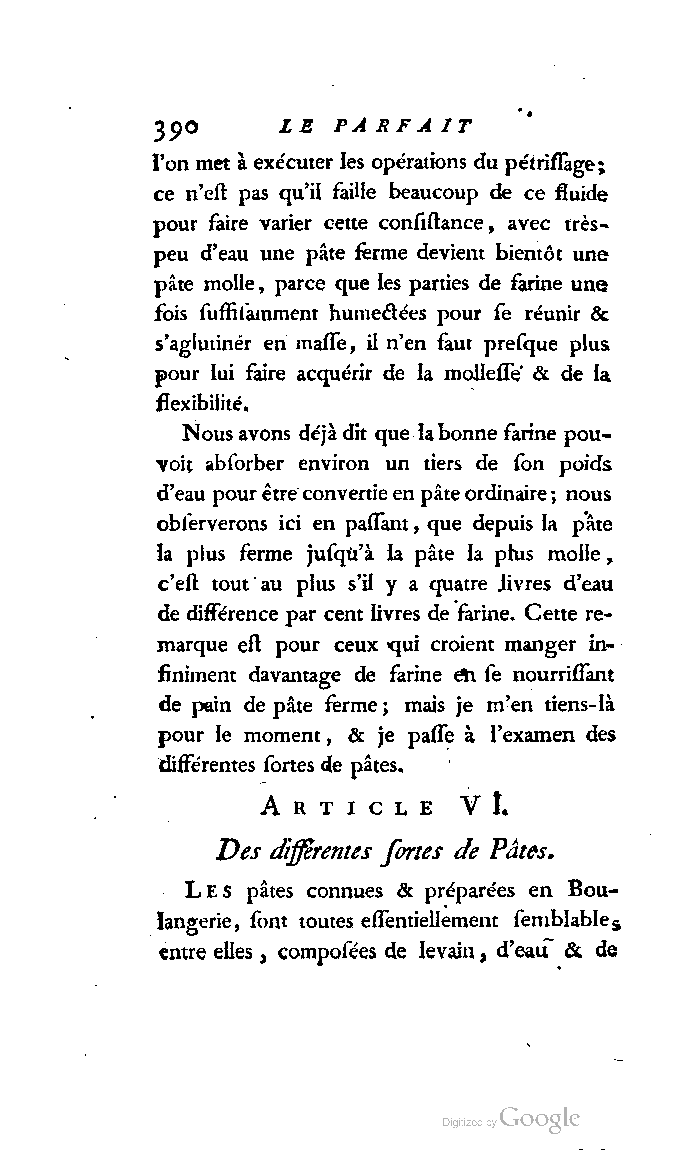 390 LE PARFAIT
l'on met à exécuter les opérations du pétriſſage;
ce n'eſt pas qu'il faille beaucoup de ce fluide
pour faire varier cette conſiſtance, avec très-
peu d'eau une pâte ferme devient bientôt une
pâte molle, parce que les parties de farine une
fois ſuffiſamment humectées pour ſe réunir &
s'aglutinér en maſſe, il n'en faut preſque plus
pour lui faire acquérir de la molleſſe & de la
flexibilité.
Nous avons déjà dit que la bonne farine pou-
voit abſorber environ un tiers de ſon poids
d'eau pour être convertie en pâte ordinaire; nous
obſerverons ici en paſſant, que depuis la pâte
la plus ferme juſqu'à la pâte la plus molle,
c'eſt tout au plus s'il y a quatre livres d'eau
de différence par cent livres de farine. Cette re-
marque eſt pour ceux qui croient manger in-
finiment davantage de farine en ſe nourriſſant
de pain de pâte ferme; mais je m'en tiens-là
pour le moment, & je paſſe à l'examen des
différentes ſortes de pâtes.
ARTICLE VI.
Des différentes ſortes de Pâtes.
LES pâtes connues & préparées en Bou-
langerie, ſont toutes eſſentiellement ſemblables
entre elles, compoſées de levain, d'eau & de
Digitized by Google